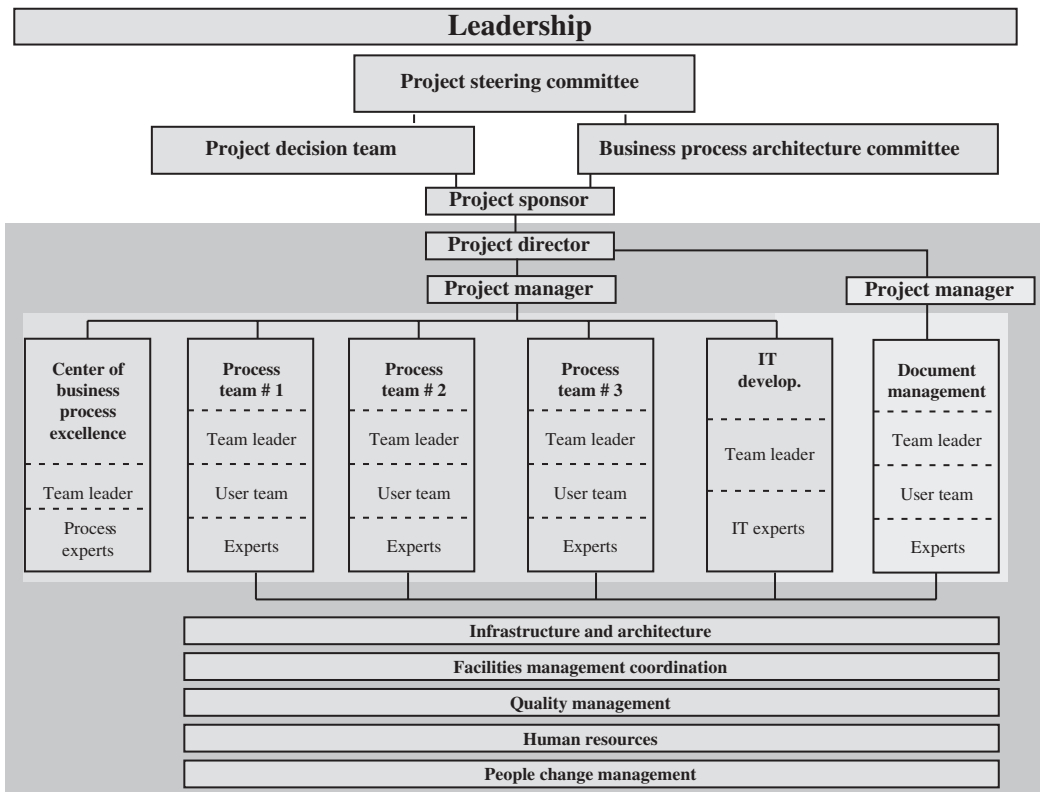 Leadership
Project steering committee
Project decision team
Business process architecture committee
Project sponsor
Project director
Project manager
Project manager
Center of
business
process
excellence
Team leader
Process
experts
Process
team # 1
Team leader
User team
Experts
Process
team # 2
Team leader
User team
Experts
Process
team # 3
Team leader
User team
Experts
IT
develop.
Team leader
IT experts
Document
management
Team leader
User team
Experts
Infrastructure and architecture
Facilities management coordination
Quality management
Human resources
People change management